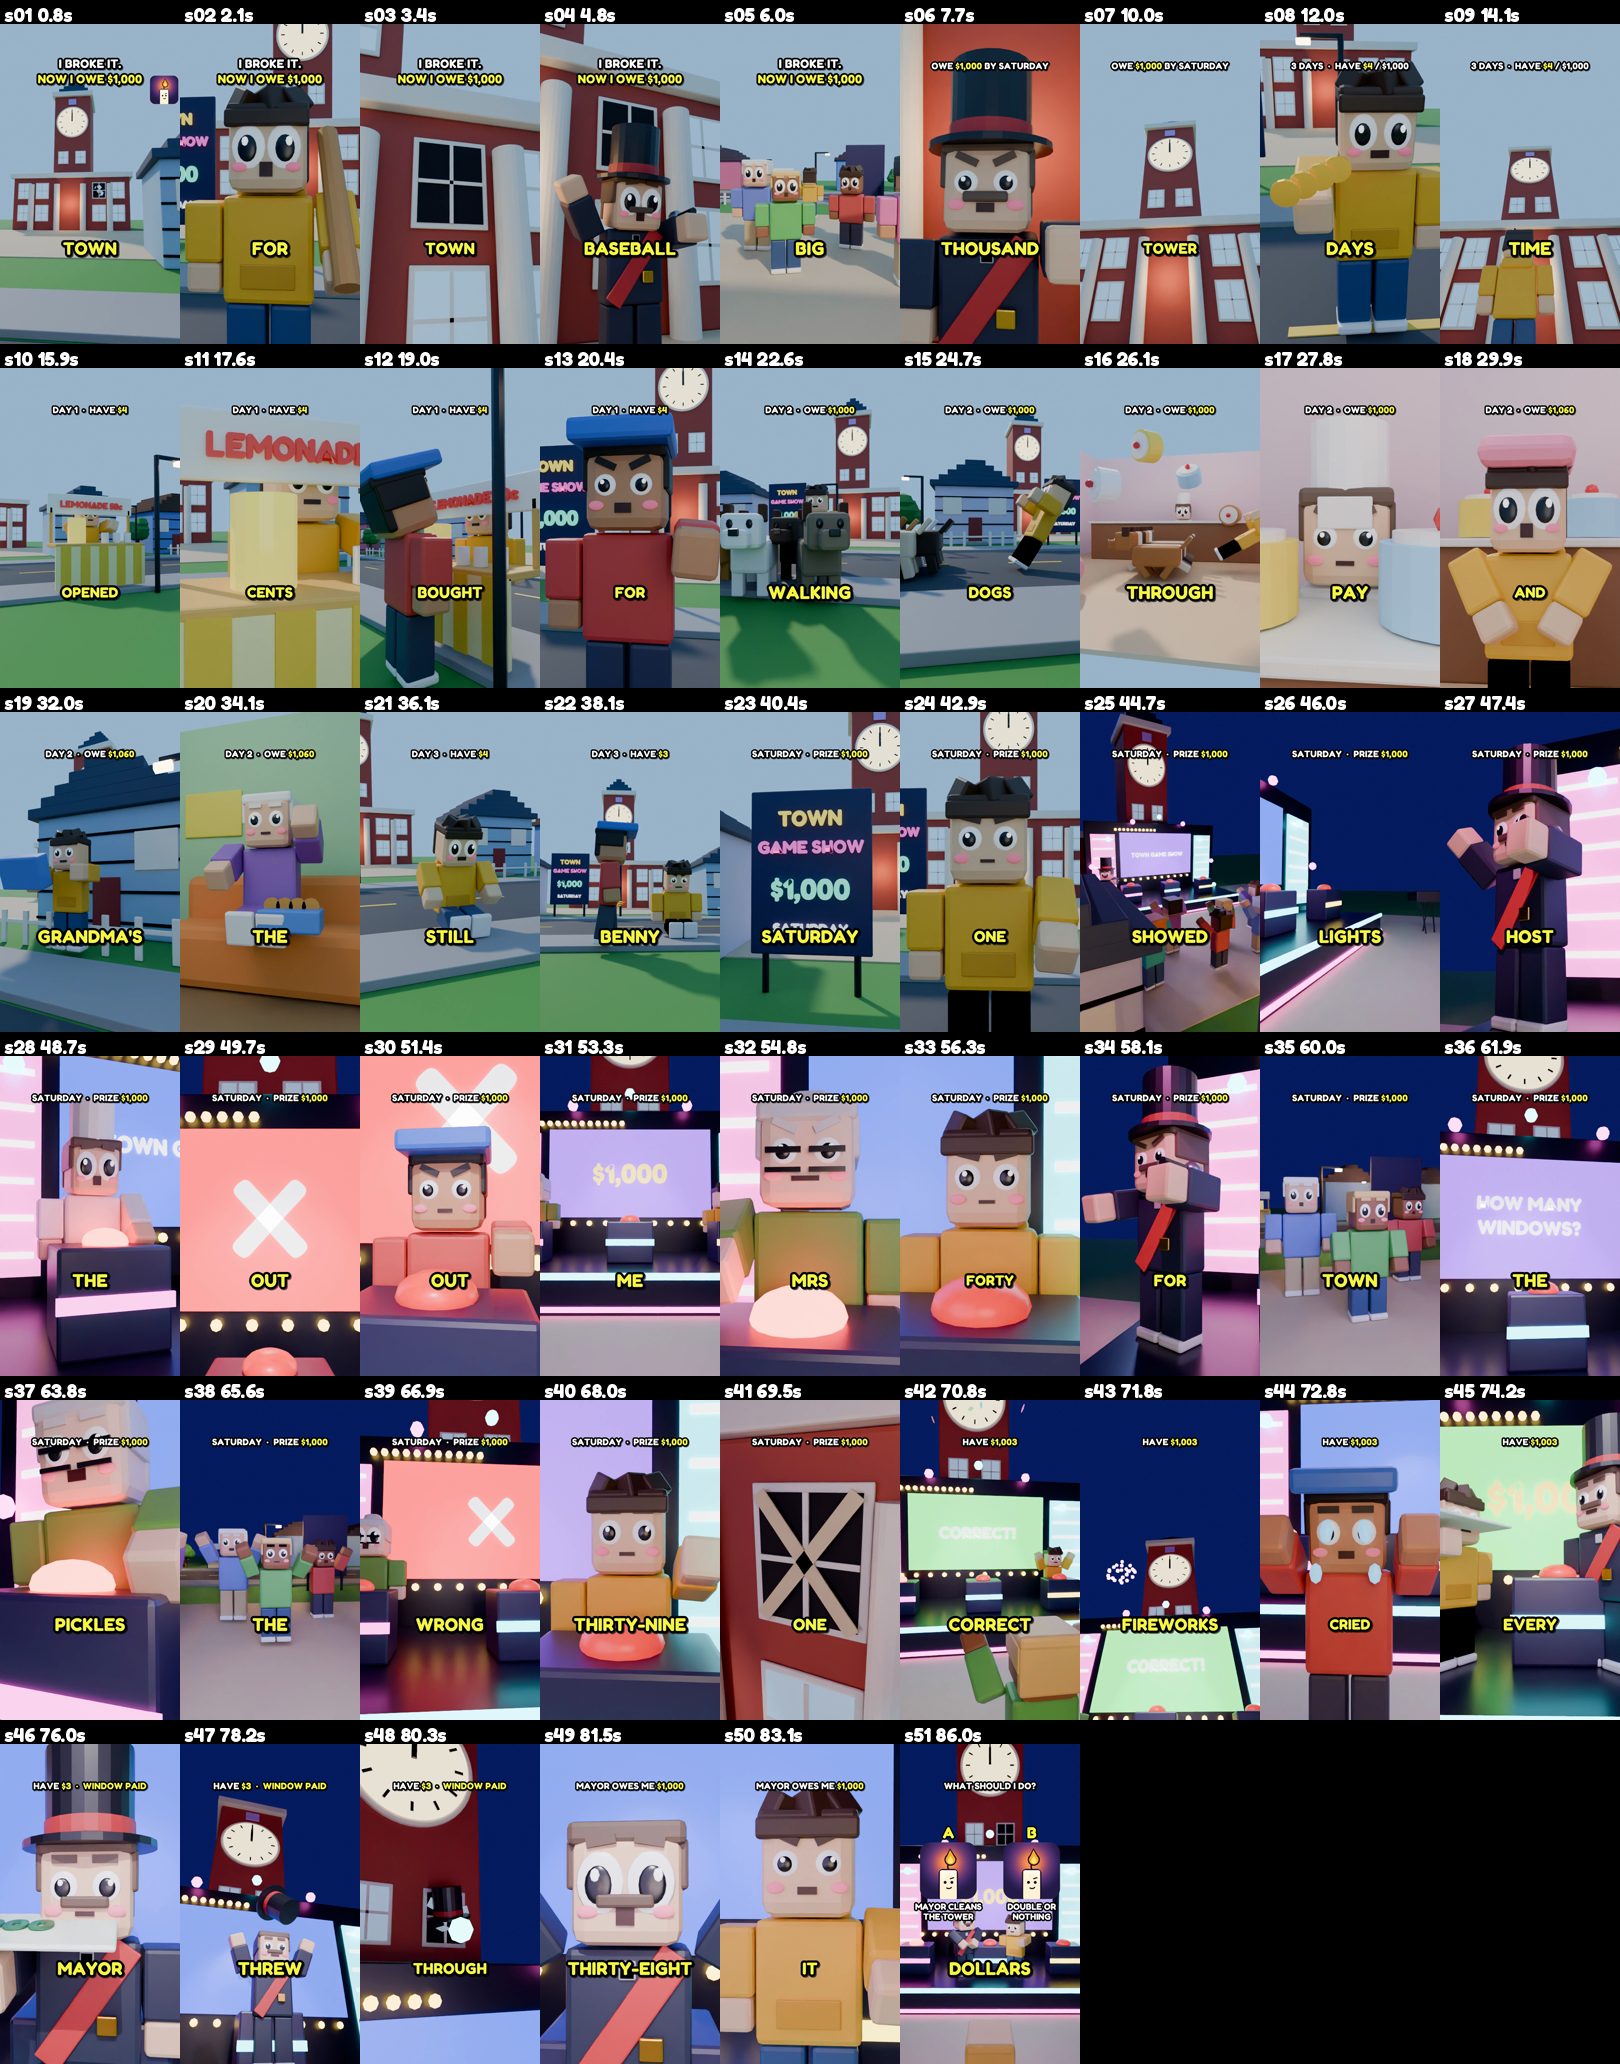 s01 0.8s
I BROKE IT.
NOW I OWE $1,000
TOWN
s02 2.1s
I BROKE IT.
NOW I OWE $1,000
FOR
s03 3.4s
I BROKE IT.
NOW I OWE $1,000
TOWN
s04 4.8s
I BROKE IT.
NOW I OWE $1,000
BASEBALL
s05 6.0s
I BROKE IT.
NOW I OWE $1,000
BIG
s06 7.7s
OWE $1,000 BY SATURDAY
THOUSAND
s07 10.0s
OWE $1,000 BY SATURDAY
TOWER
s08 12.0s
3 DAYS · HAVE $4 / $1,000
DAYS
s09 14.1s
3 DAYS · HAVE $4 / $1,000
TIME
s10 15.9s
DAY 1 · HAVE $4
LEMONADE 50c
OPENED
s11 17.6s
DAY 1 · HAVE $4
LEMONADE
CENTS
s12 19.0s
DAY 1 · HAVE $4
EMONADE 50c
BOUGHT
s13 20.4s
DAY 1 · HAVE $4
OWN
E SHOW
,000
FOR
s14 22.6s
DAY 2 · OWE $1,000
TOWN
GAME SHOW
WALKING
s15 24.7s
DAY 2 · OWE $1,000
DOGS
s16 26.1s
DAY 2 · OWE $1,000
THROUGH
s17 27.8s
DAY 2 · OWE $1,000
PAY
s18 29.9s
DAY 2 · OWE $1,060
AND
s19 32.0s
DAY 2 · OWE $1,060
GRANDMA'S
s20 34.1s
DAY 2 · OWE $1,060
THE
s21 36.1s
DAY 3 · HAVE $4
STILL
s22 38.1s
DAY 3 · HAVE $3
TOWN
GAME SHOW
$1,000
SATURDAY
BENNY
s23 40.4s
SATURDAY · PRIZE $1,000
TOWN
GAME SHOW
$1,000
SATURDAY
SATURDAY
s24 42.9s
SATURDAY · PRIZE $1,000
ONE
s25 44.7s
SATURDAY · PRIZE $1,000
TOWN GAME SHOW
SHOWED
s26 46.0s
SATURDAY · PRIZE $1,000
LIGHTS
s27 47.4s
SATURDAY · PRIZE $1,000
HOST
s28 48.7s
SATURDAY · PRIZE $1,000
OWN G
THE
s29 49.7s
SATURDAY · PRIZE $1,000
OUT
s30 51.4s
SATURDAY · PRIZE $1,000
OUT
s31 53.3s
SATURDAY · PRIZE $1,000
$1,000
ME
s32 54.8s
SATURDAY · PRIZE $1,000
MRS
s33 56.3s
SATURDAY · PRIZE $1,000
FORTY
s34 58.1s
SATURDAY · PRIZE $1,000
FOR
s35 60.0s
SATURDAY · PRIZE $1,000
TOWN
s36 61.9s
SATURDAY · PRIZE $1,000
HOW MANY
WINDOWS?
THE
s37 63.8s
SATURDAY · PRIZE $1,000
PICKLES
s38 65.6s
SATURDAY · PRIZE $1,000
THE
s39 66.9s
SATURDAY · PRIZE $1,000
WRONG
s40 68.0s
SATURDAY · PRIZE $1,000
THIRTY-NINE
s41 69.5s
SATURDAY · PRIZE $1,000
ONE
s42 70.8s
HAVE $1,003
CORRECT!
CORRECT
s43 71.8s
HAVE $1,003
FIREWORKS
CORRECT!
s44 72.8s
HAVE $1,003
CRIED
s45 74.2s
HAVE $1,003
$1,00
EVERY
s46 76.0s
HAVE $3 · WINDOW PAID
MAYOR
s47 78.2s
HAVE $3 · WINDOW PAID
THREW
s48 80.3s
HAVE $3 · WINDOW PAID
THROUGH
s49 81.5s
MAYOR OWES ME $1,000
THIRTY-EIGHT
s50 83.1s
MAYOR OWES ME $1,000
IT
s51 86.0s
WHAT SHOULD I DO?
A
B
MAYOR CLEANS
THE TOWER
DOUBLE OR
NOTHING
DOLLARS